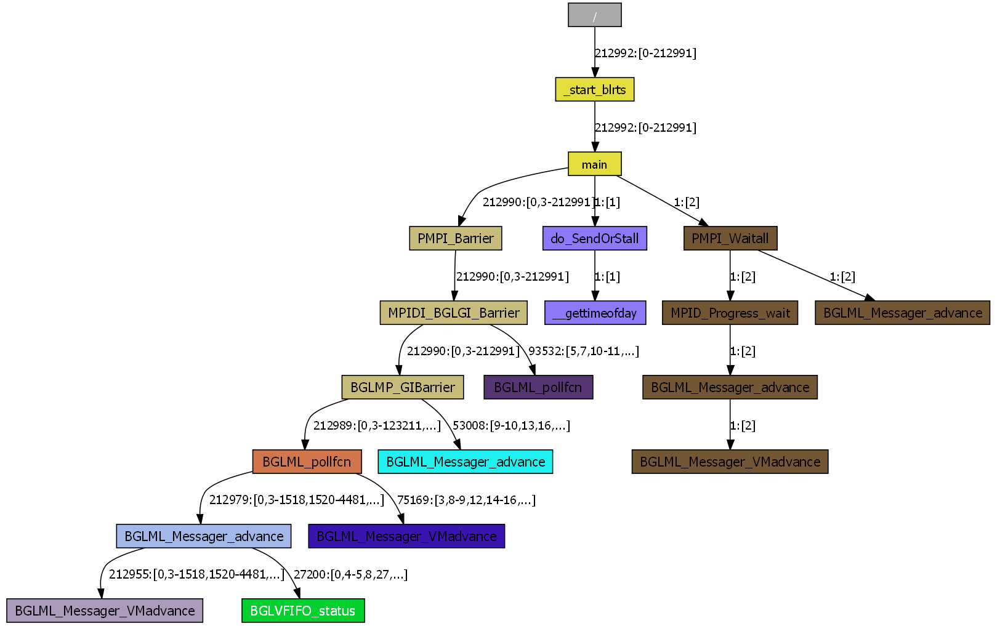 /
212992:[0-212991]
_start_blrts
212992:[0-212991]
main
212990:[0,3-212991]
1:[1]
1:[2]
PMPI_Barrier
do_SendOrStall
PMPI_Waitall
212990:[0,3-212991]
1:[1]
1:[2]
1:[2]
MPIDI_BGLGI_Barrier
__gettimeofday
MPID_Progress_wait
BGLML_Messager_advance
212990:[0,3-212991]
93532:[5,7,10-11,...]
1:[2]
BGLMP_GIBarrier
BGLML_pollfcn
BGLML_Messager_advance
212989:[0,3-123211,...]
53008:[9-10,13,16,...]
1:[2]
BGLML_pollfcn
BGLML_Messager_advance
BGLML_Messager_VMadvance
212979:[0,3-1518,1520-4481,...]
75169:[3,8-9,12,14-16,...]
BGLML_Messager_advance
BGLML_Messager_VMadvance
212955:[0,3-1518,1520-4481,...]
27200:[0,4-5,8,27,...]
BGLML_Messager_VMadvance
BGLVFIFO_status